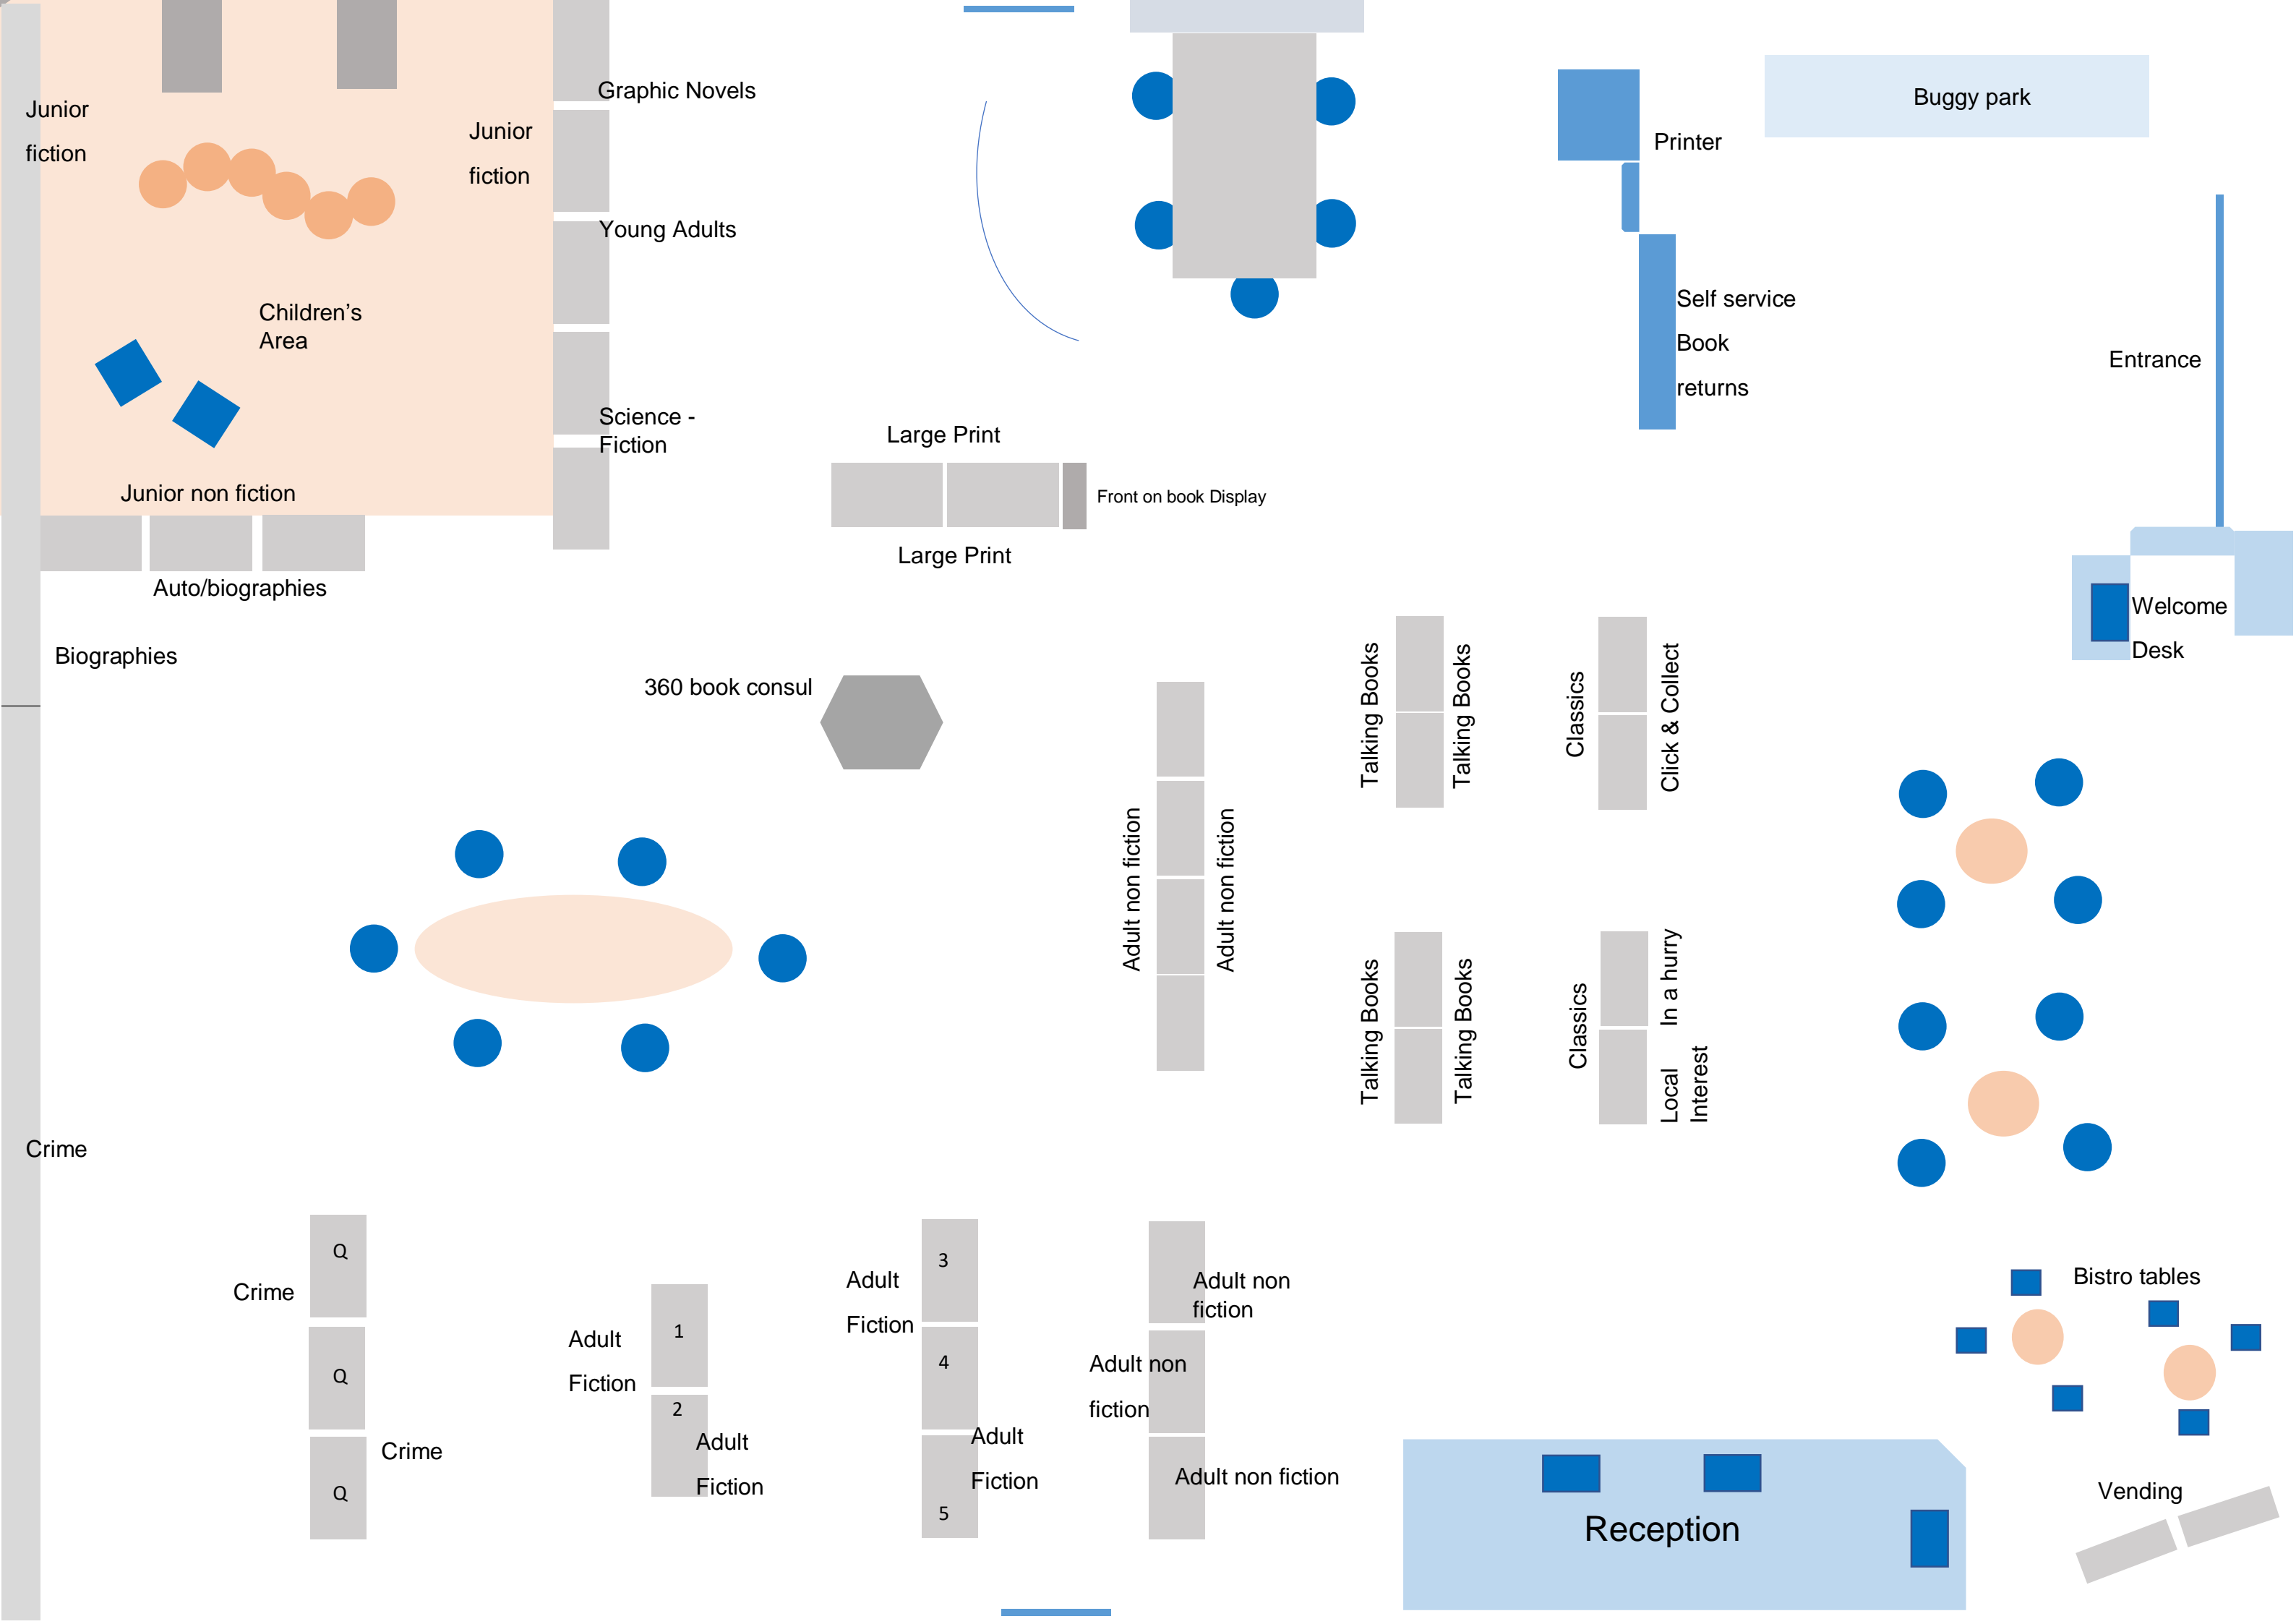 Graphic Novels
Buggy park
Junior
fiction
Junior
fiction
Printer
Young Adults
Children's
Area
Self service
Book
returns
Entrance
Science -
Fiction
Large Print
Junior non fiction
Front on book Display
Large Print
Auto/biographies
Welcome
Desk
Biographies
360 book consul
Talking Books
Talking Books
Classics
Click & Collect
Adult non fiction
Adult non fiction
Talking Books
Talking Books
Classics
In a hurry
Local
Interest
Crime
Q
Crime
Q
Q
Crime
1
2
Adult
Fiction
Adult
Fiction
3
4
5
Adult
Fiction
Adult
Fiction
Adult non
fiction
Adult non
fiction
Adult non fiction
Bistro tables
Vending
Reception